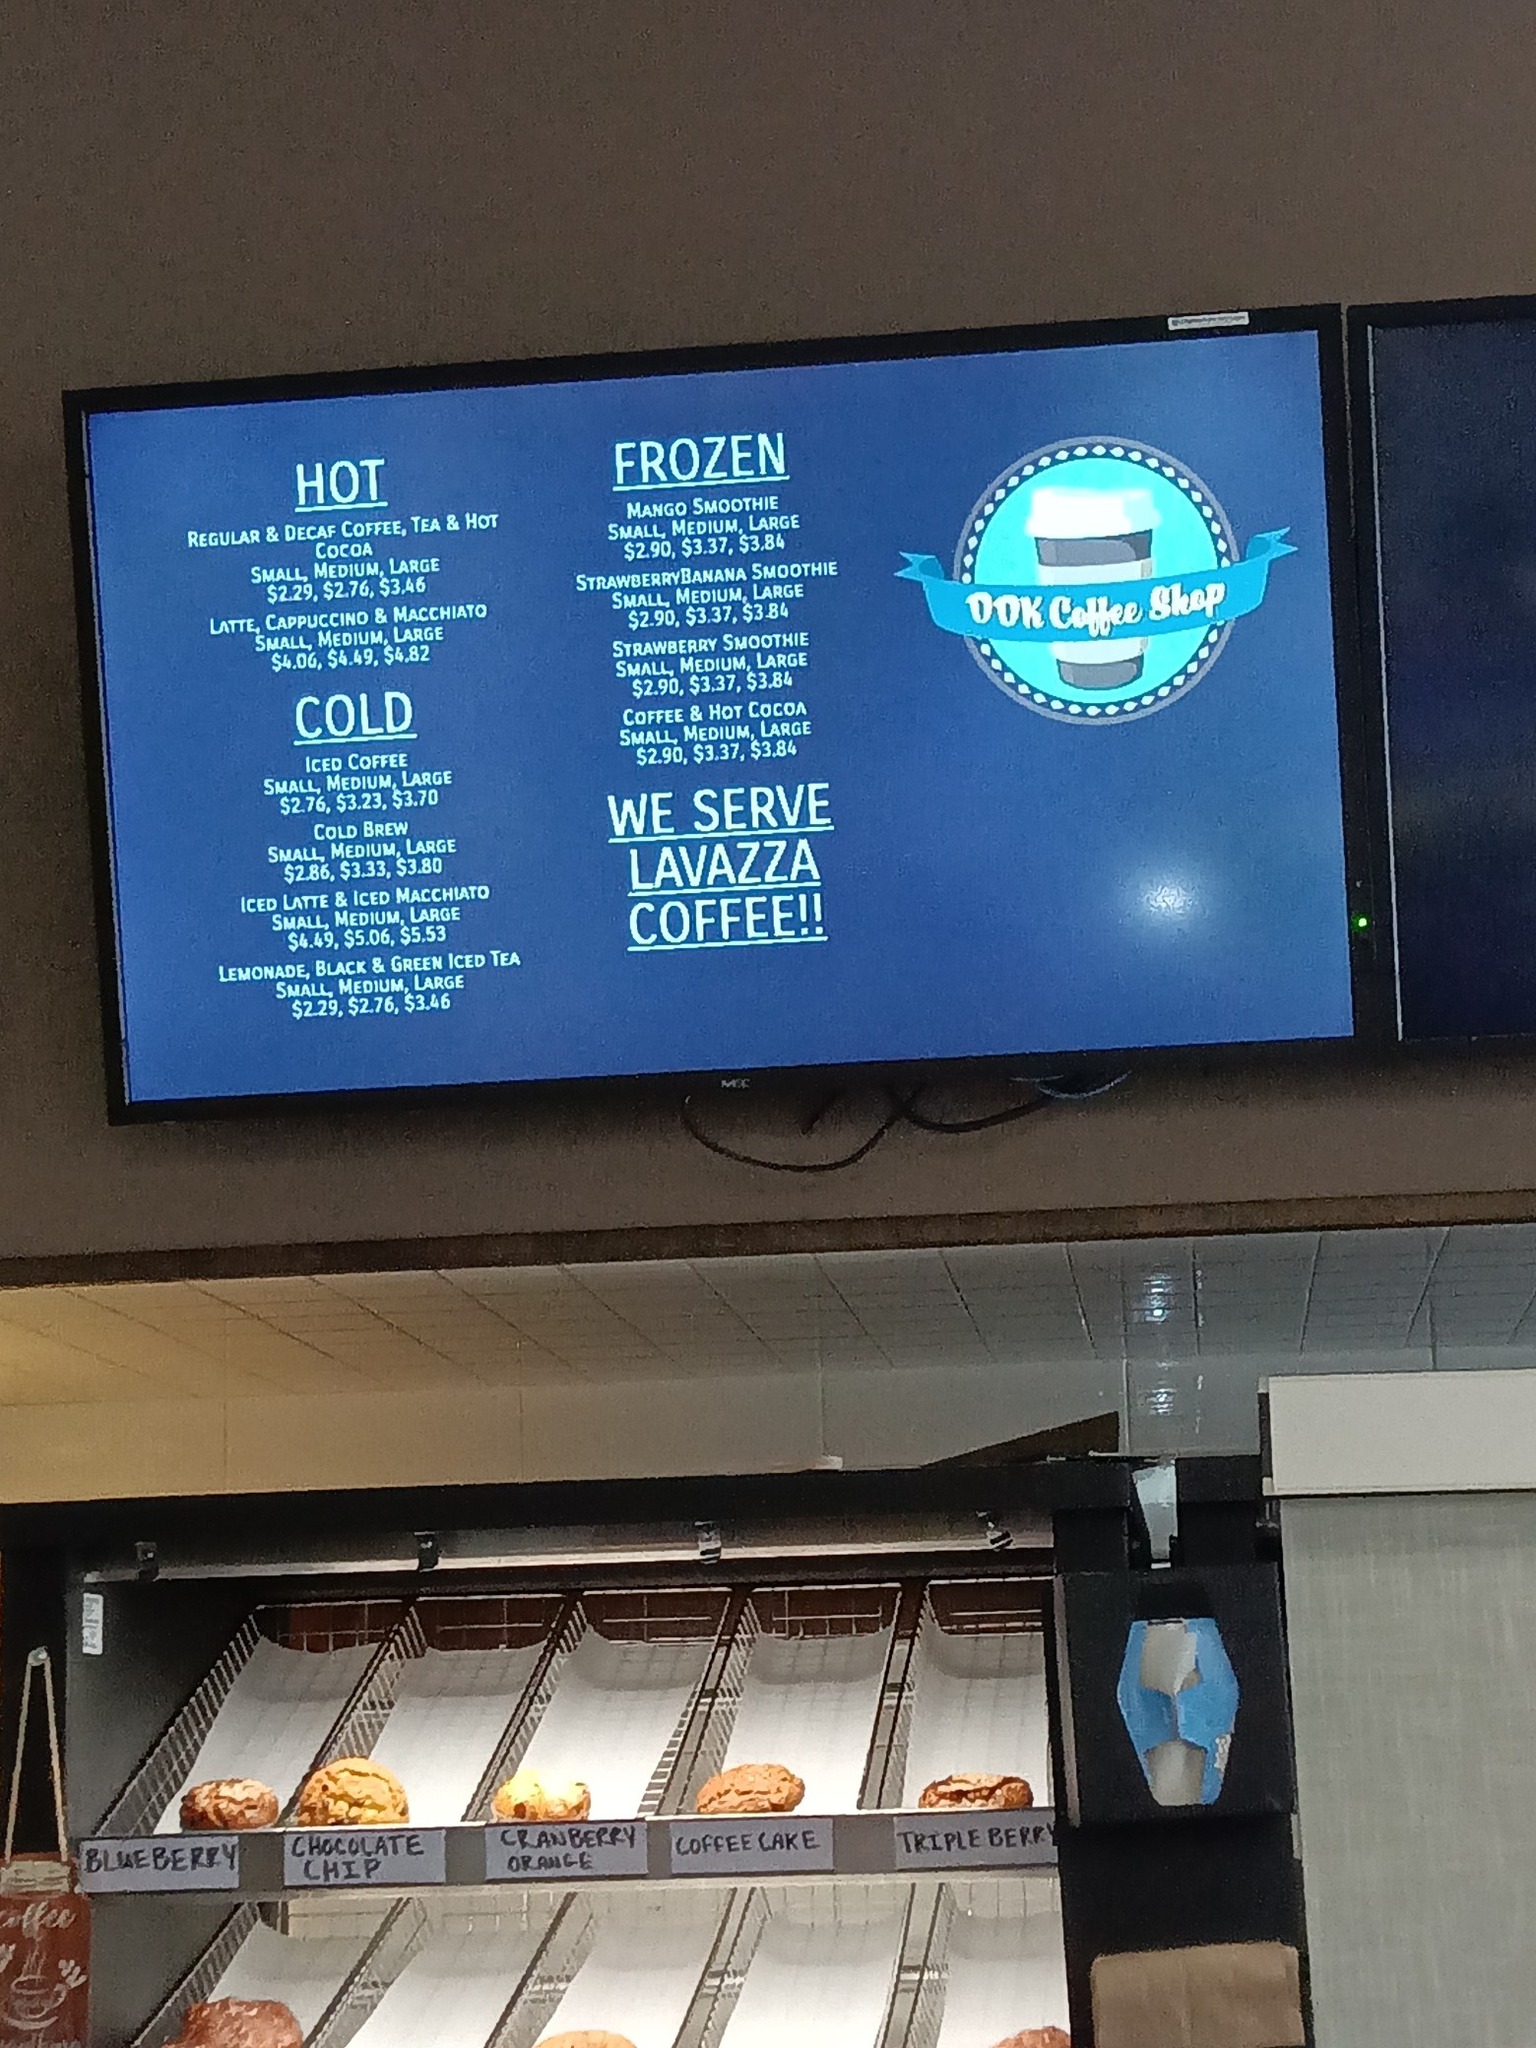 HOT
REGULAR & DECAF COFFEE, TEA & HOT
COCOA
SMALL, MEDIUM, LARGE
$2.29, $2.76, $3.46
LATTE, CAPPUCCINO & MACCHIATO
SMALL, MEDIUM, LARGE
$4.06, $4.49, $4.82
COLD
ICED COFFEE
SMALL, MEDIUM, LARGE
$2.76, $3.23, $3.70
COLD BREW
SMALL, MEDIUM, LARGE
$2.86, $3.33, $3.80
ICED LATTE & ICED MACCHIATO
SMALL, MEDIUM, LARGE
$4.49, $5.06, $5.53
LEMONADE, BLACK & GREEN ICED TEA
SMALL, MEDIUM, LARGE
$2.29, $2.76, $3.46
FROZEN
MANGO SMOOTHIE
SMALL, MEDIUM, LARGE
$2.90, $3.37, $3.84
STRAWBERRYBANANA SMOOTHIE
SMALL, MEDIUM, LARGE
$2.90, $3.37, $3.84
STRAWBERRY SMOOTHIE
SMALL, MEDIUM, LARGE
$2.90, $3.37, $3.84
COFFEE & HOT COCOA
SMALL, MEDIUM, LARGE
$2.90, $3.37, $3.84
WE SERVE
LAVAZZA
COFFEE!!
DDK Coffee Shop
NEC
BLUEBERRY
CHOCOLATE
CHIP
CRANBERRY
ORANGE
COFFEE CAKE
TRIPLE BERRY
coffee